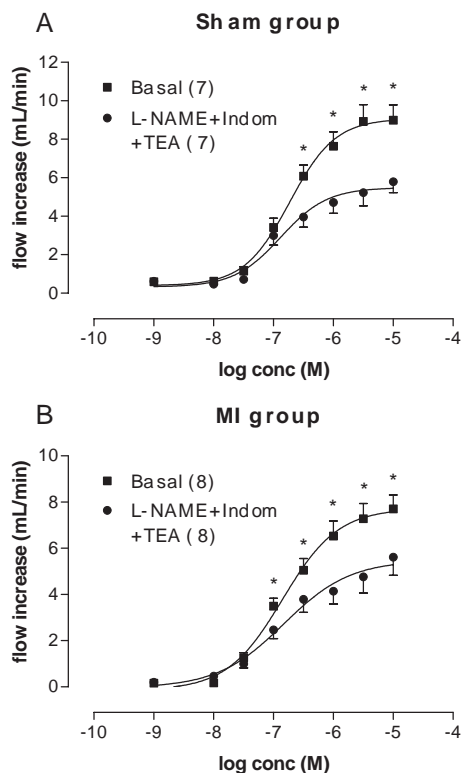 A
Sham group
12
10
8
6
4
2
0
flow increase (mL/min)
Basal (7)
L-NAME+Indom
+TEA (7)
*
*
*
*
-10 -9 -8 -7 -6 -5 -4
log conc (M)
B
MI group
10
8
6
4
2
0
flow increase (mL/min)
Basal (8)
L-NAME+Indom
+TEA (8)
*
*
*
*
*
-10 -9 -8 -7 -6 -5 -4
log conc (M)